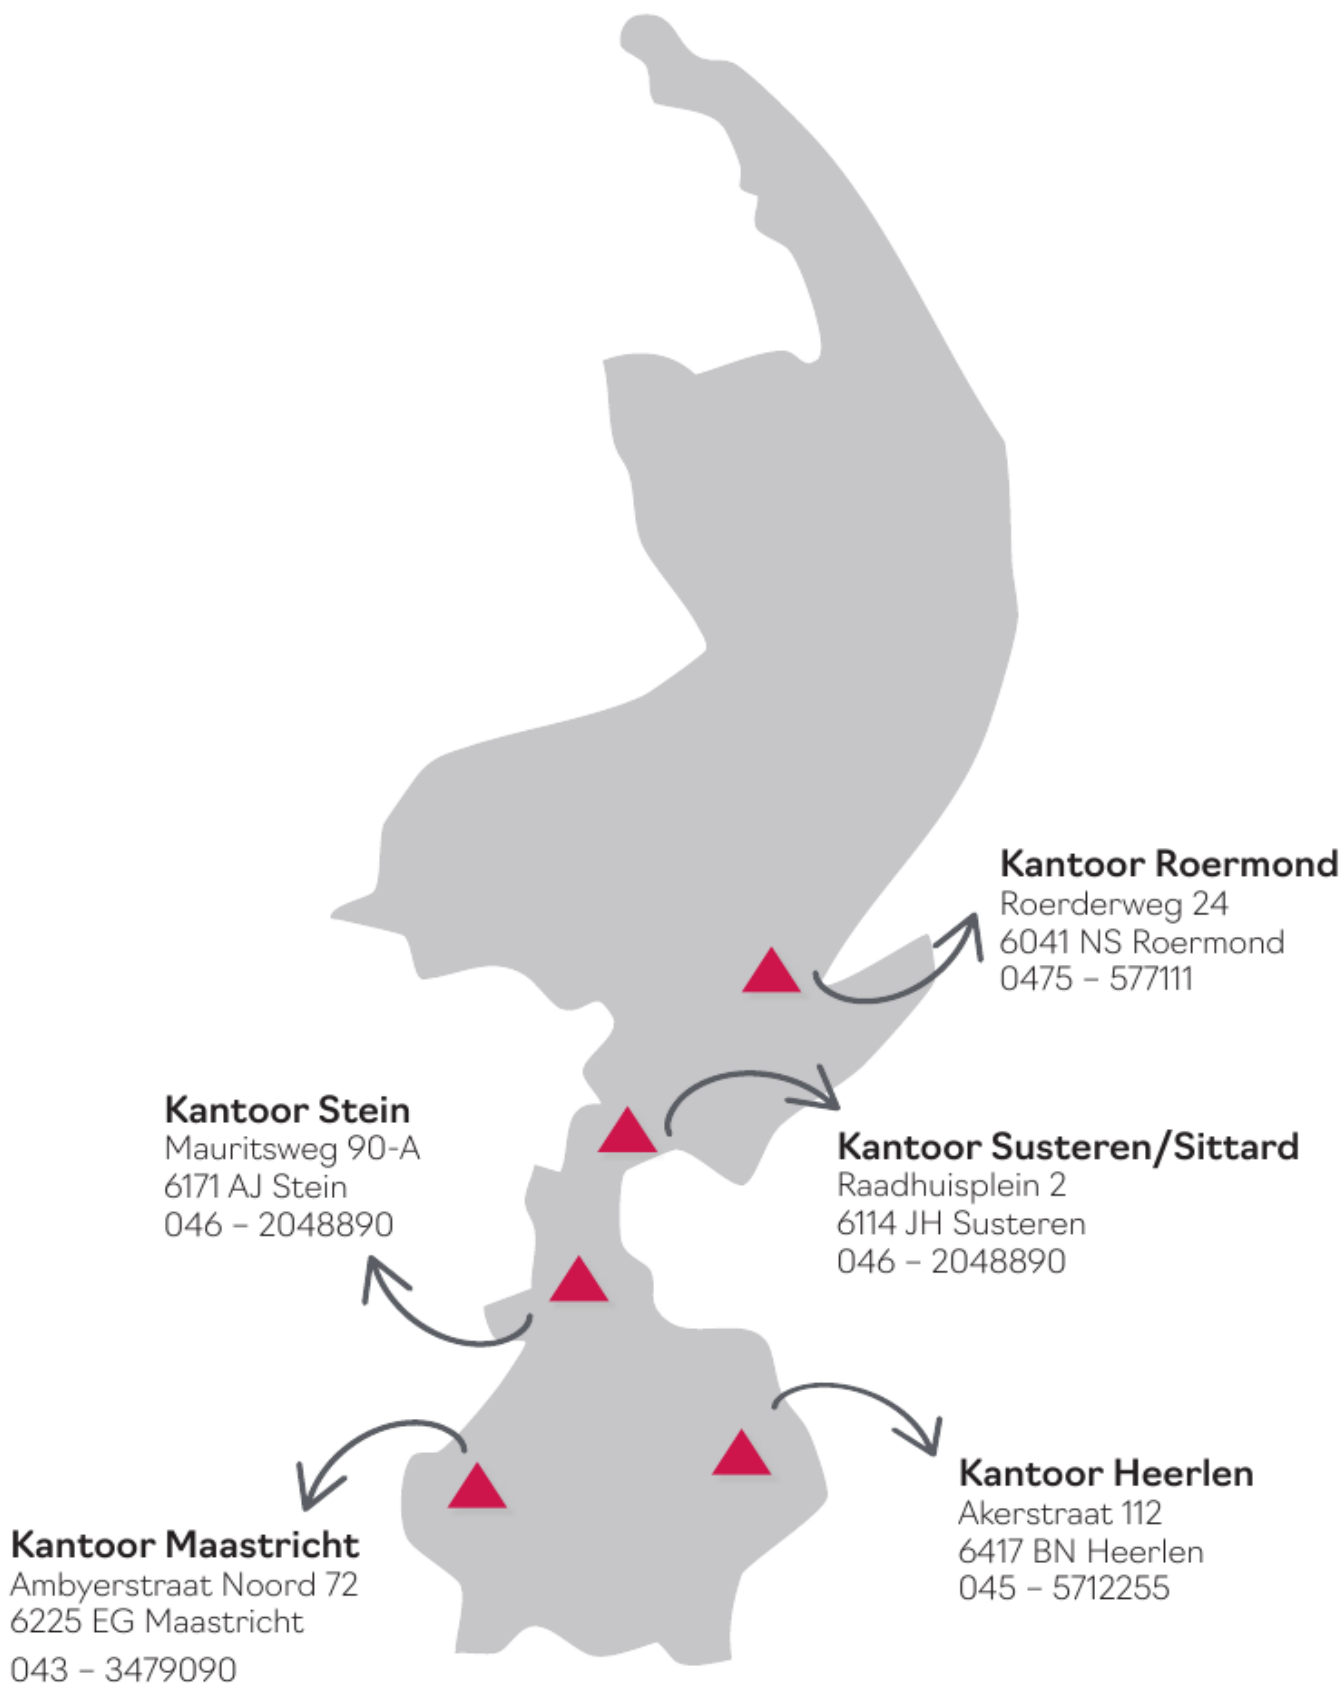 Kantoor Roermond
Roerderweg 24
6041 NS Roermond
0475 – 577111
Kantoor Stein
Mauritsweg 90-A
6171 AJ Stein
046 – 2048890
Kantoor Susteren/Sittard
Raadhuisplein 2
6114 JH Susteren
046 – 2048890
Kantoor Heerlen
Akerstraat 112
6417 BN Heerlen
045 – 5712255
Kantoor Maastricht
Ambyerstraat Noord 72
6225 EG Maastricht
043 – 3479090